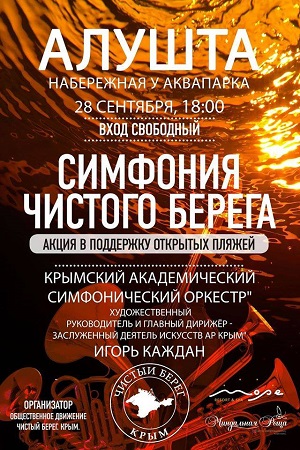 АЛУШТА
НАБЕРЕЖНАЯ У АКВАПАРКА
28 СЕНТЯБРЯ, 18:00
ВХОД СВОБОДНЫЙ
СИМФОНИЯ
ЧИСТОГО БЕРЕГА
АКЦИЯ В ПОДДЕРЖКУ ОТКРЫТЫХ ПЛЯЖЕЙ
КРЫМСКИЙ АКАДЕМИЧЕСКИЙ
СИМФОНИЧЕСКИЙ ОРКЕСТР"
ХУДОЖЕСТВЕННЫЙ
РУКОВОДИТЕЛЬ И ГЛАВНЫЙ ДИРИЖЁР -
ЗАСЛУЖЕННЫЙ ДЕЯТЕЛЬ ИСКУССТВ АР КРЫМ"
ИГОРЬ КАЖДАН
ЧИСТЫЙ БЕРЕГ
КРЫМ
ОРГАНИЗАТОР
ОБЩЕСТВЕННОЕ ДВИЖЕНИЕ
ЧИСТЫЙ БЕРЕГ. КРЫМ.
море
RESORT & SPA
Миндальная Роща